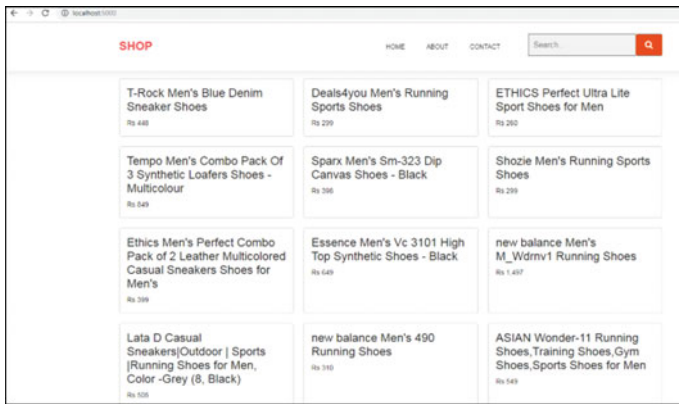 localhost:5000
SHOP
HOME ABOUT CONTACT Search..
T-Rock Men's Blue Denim
Sneaker Shoes
Rs 448
Deals4you Men's Running
Sports Shoes
Rs 299
ETHICS Perfect Ultra Lite
Sport Shoes for Men
Rs 260
Tempo Men's Combo Pack Of
3 Synthetic Loafers Shoes -
Multicolour
Rs 849
Sparx Men's Sm-323 Dip
Canvas Shoes - Black
Rs 398
Shozie Men's Running Sports
Shoes
Rs 299
Ethics Men's Perfect Combo
Pack of 2 Leather Multicolored
Casual Sneakers Shoes for
Men's
Rs 399
Essence Men's Vc 3101 High
Top Synthetic Shoes - Black
Rs 649
new balance Men's
M_Wdrnv1 Running Shoes
Rs 1,497
Lata D Casual
Sneakers|Outdoor | Sports
|Running Shoes for Men,
Color -Grey (8, Black)
Rs 508
new balance Men's 490
Running Shoes
Rs 310
ASIAN Wonder-11 Running
Shoes,Training Shoes,Gym
Shoes,Sports Shoes for Men
Rs 549